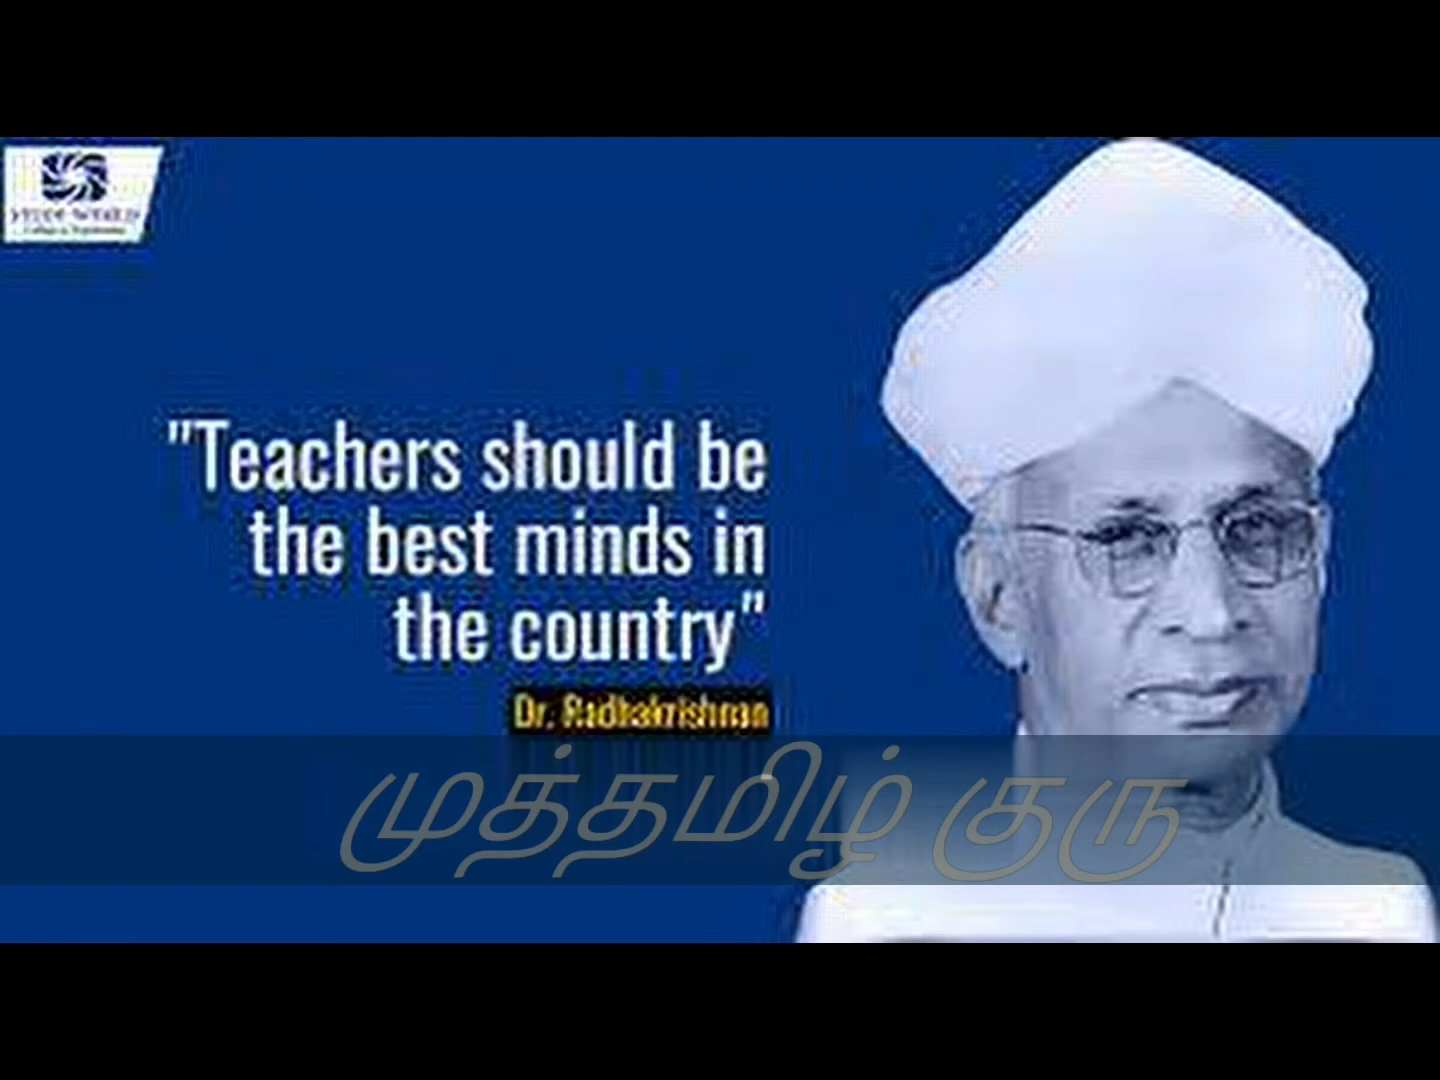 "Teachers should be
the best minds in
the country"
Dr. Radhakrishnan
முத்தமிழ் குரு